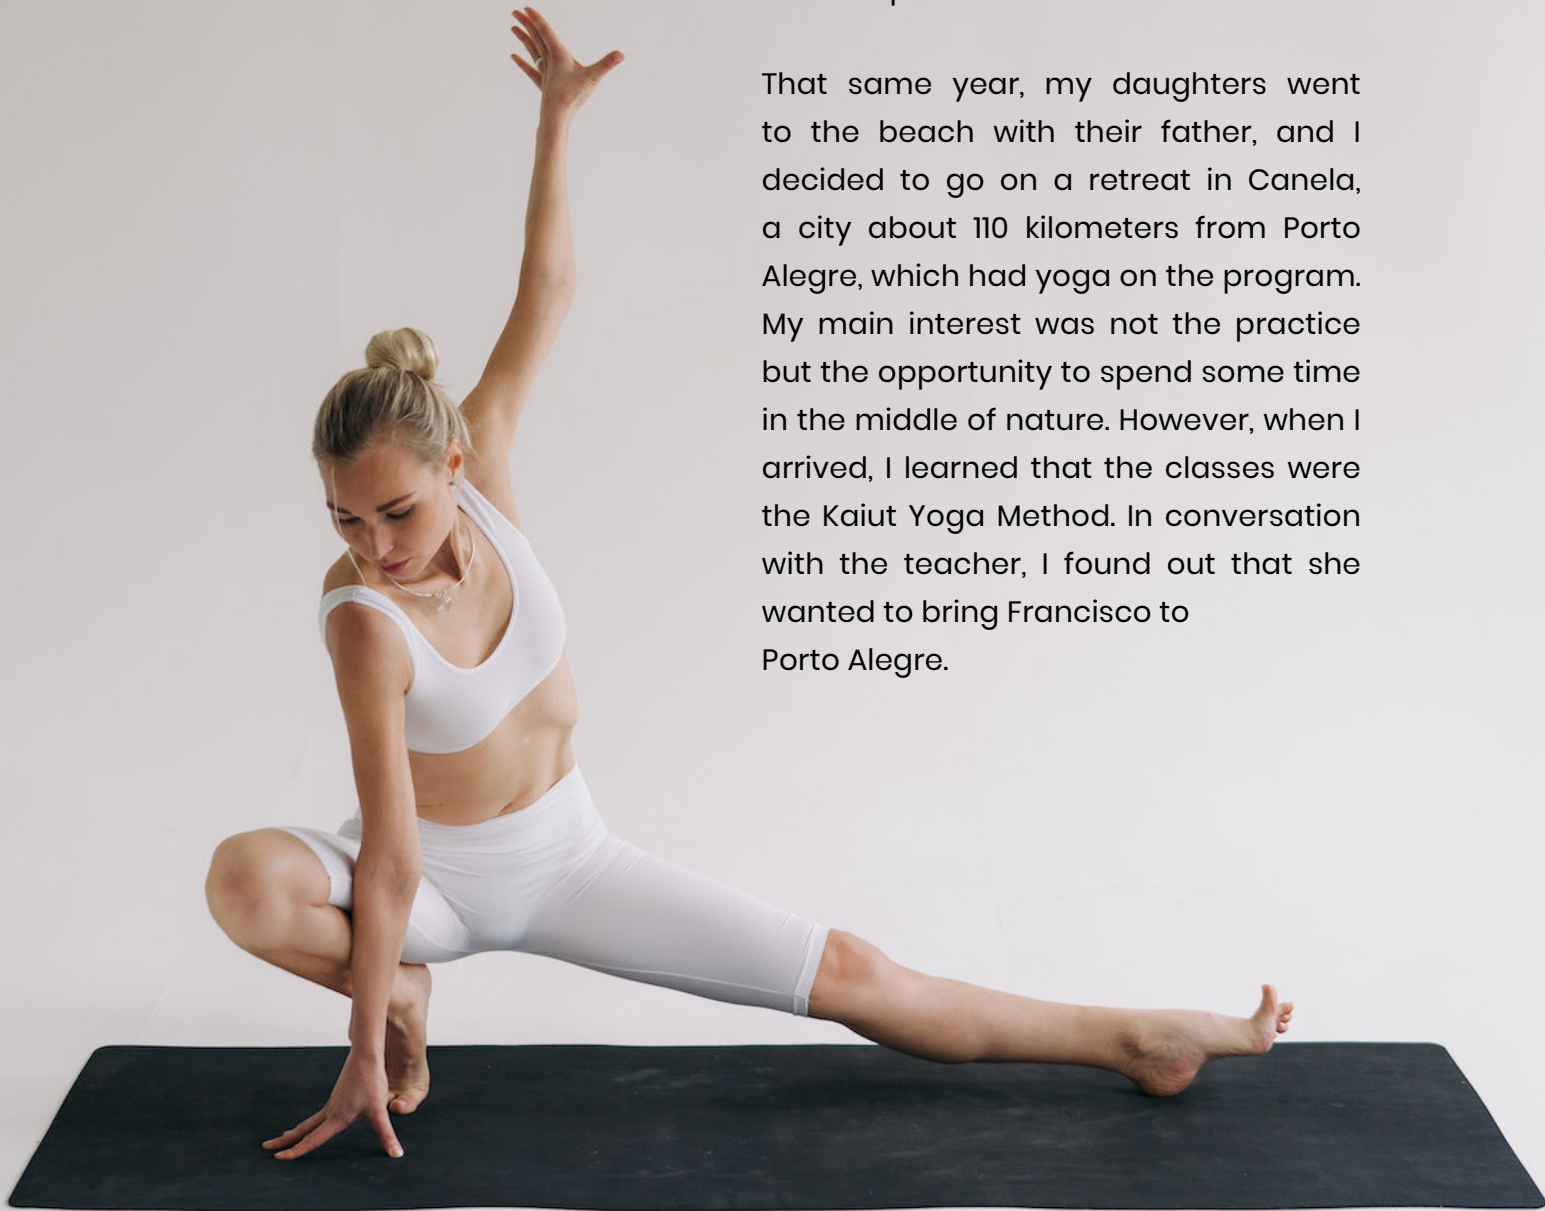 That same year, my daughters went
to the beach with their father, and I
decided to go on a retreat in Canela,
a city about 110 kilometers from Porto
Alegre, which had yoga on the program.
My main interest was not the practice
but the opportunity to spend some time
in the middle of nature. However, when I
arrived, I learned that the classes were
the Kaiut Yoga Method. In conversation
with the teacher, I found out that she
wanted to bring Francisco to
Porto Alegre.